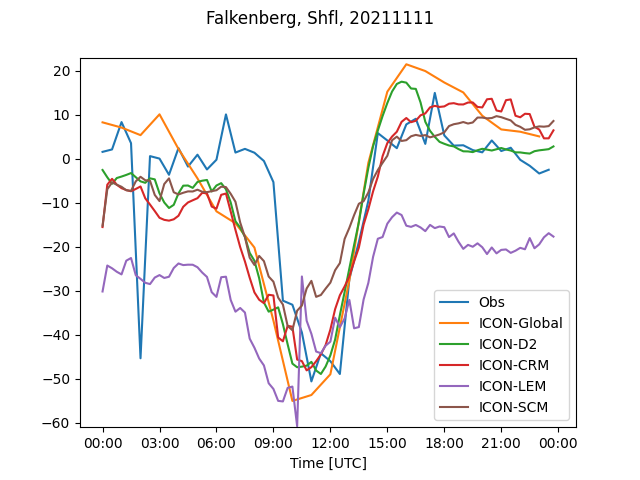 Falkenberg, Shfl, 20211111
20
10
0
−10
−20
−30
−40
−50
−60
Obs
ICON-Global
ICON-D2
ICON-CRM
ICON-LEM
ICON-SCM
00:00 03:00 06:00 09:00 12:00 15:00 18:00 21:00 00:00
Time [UTC]